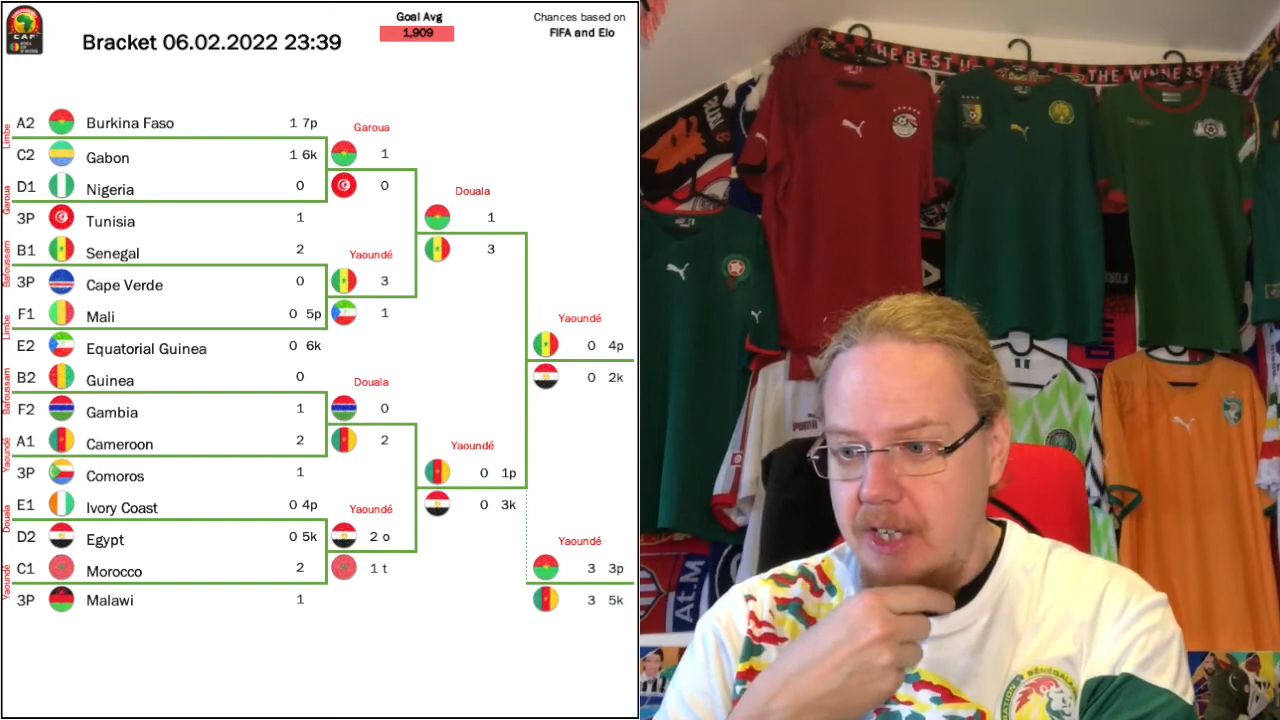 CAF
Bracket 06.02.2022 23:39
Goal Avg
1,909
Chances based on
FIFA and Elo
Limbe
A2 Burkina Faso 1 7p
C2 Gabon 1 6k
Garoua
D1 Nigeria 0
3P Tunisia 1
Bafoussam
B1 Senegal 2
3P Cape Verde 0
Limbe
F1 Mali 0 5p
E2 Equatorial Guinea 0 6k
Bafoussam
B2 Guinea 0
F2 Gambia 1
Yaoundé
A1 Cameroon 2
3P Comoros 1
Douala
E1 Ivory Coast 0 4p
D2 Egypt 0 5k
Yaoundé
C1 Morocco 2
3P Malawi 1
Garoua
1
0
Yaoundé
3
1
Douala
0
2
Yaoundé
2 o
1 t
Douala
1
3
Yaoundé
0 1p
0 3k
Yaoundé
0 4p
0 2k
Yaoundé
3 3p
3 5k
THE BEST !!
THE WINNERS !!
PUMA
At.M